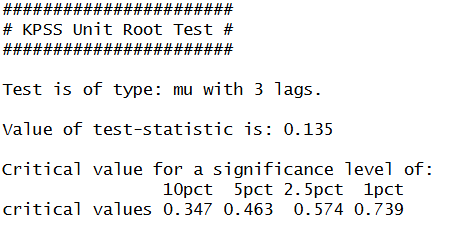 #######################
# KPSS Unit Root Test #
#######################
Test is of type: mu with 3 lags.
Value of test-statistic is: 0.135
Critical value for a significance level of:
                10pct  5pct 2.5pct  1pct
critical values 0.347 0.463  0.574 0.739